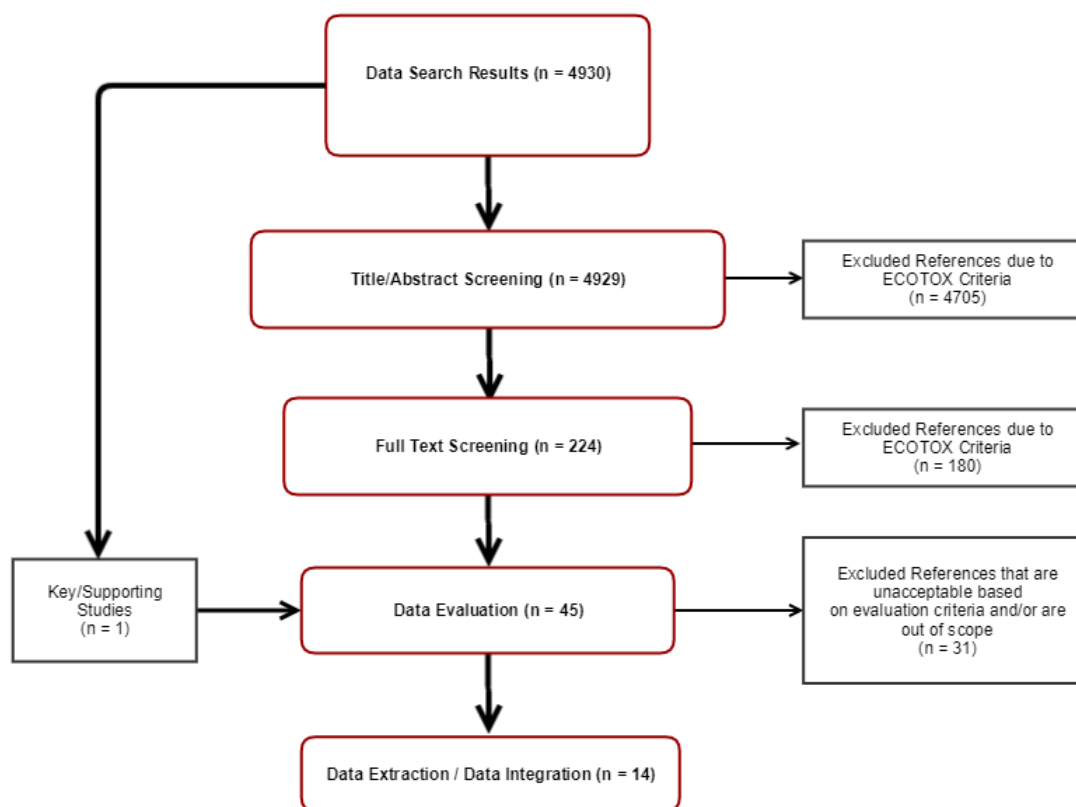 Data Search Results (n = 4930)
Title/Abstract Screening (n = 4929)
Excluded References due to
ECOTOX Criteria
(n = 4705)
Full Text Screening (n = 224)
Excluded References due to
ECOTOX Criteria
(n = 180)
Key/Supporting
Studies
(n = 1)
Data Evaluation (n = 45)
Excluded References that are
unacceptable based
on evaluation criteria and/or are
out of scope
(n = 31)
Data Extraction / Data Integration (n = 14)